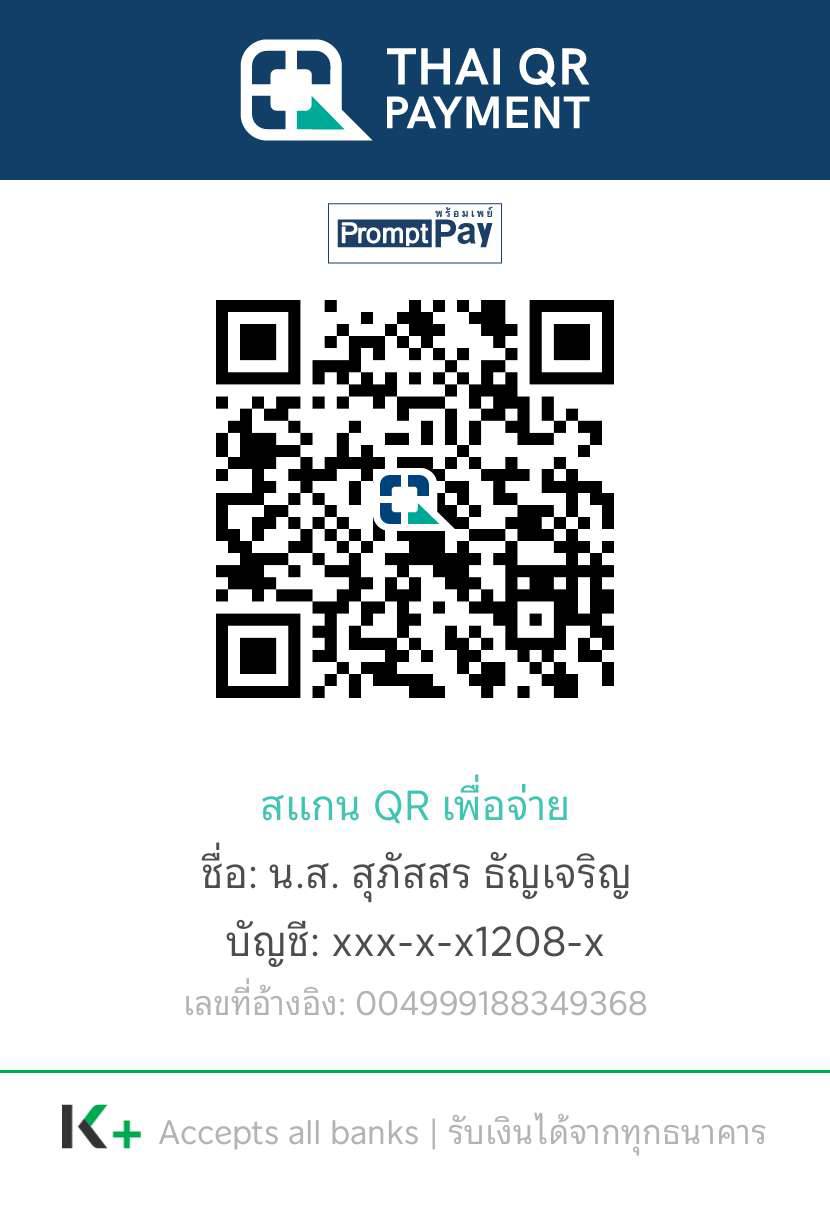 THAI QR
PAYMENT
พร้อมเพย์
PromptPay
สแกน QR เพื่อจ่าย
ชื่อ: น.ส. สุภัสสร ธัญเจริญ
บัญชี: xxx-x-x1208-x
เลขที่อ้างอิง: 004999188349368
K+ Accepts all banks | รับเงินได้จากทุกธนาคาร